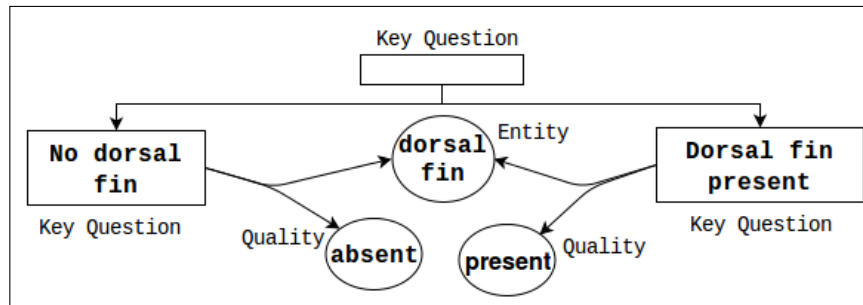 Key Question
No dorsal
fin
Key Question
dorsal
fin
Entity
Dorsal fin
present
Key Question
Quality
absent
present
Quality